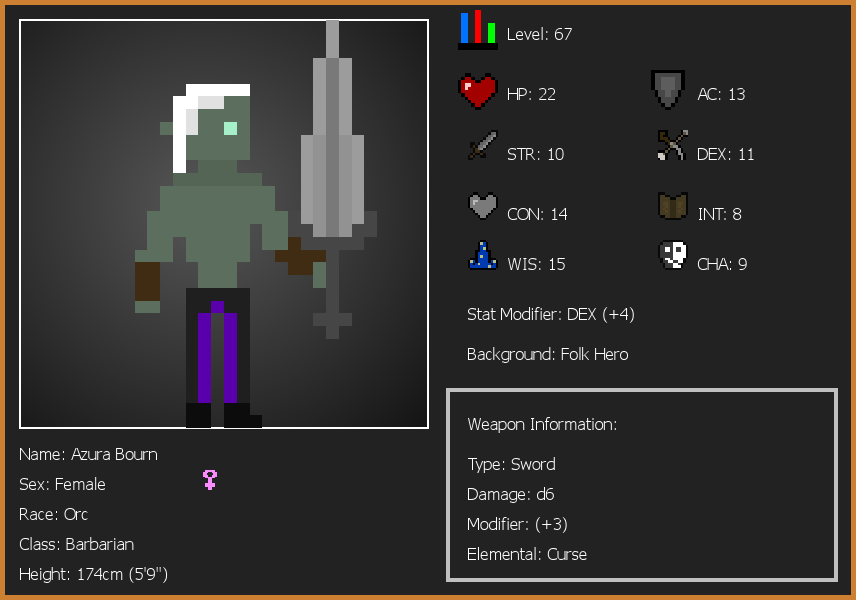 Level: 67
HP: 22
AC: 13
STR: 10
DEX: 11
CON: 14
INT: 8
WIS: 15
CHA: 9
Stat Modifier: DEX (+4)
Background: Folk Hero
Weapon Information:
Type: Sword
Damage: d6
Modifier: (+3)
Elemental: Curse
Name: Azura Bourn
Sex: Female
Race: Orc
Class: Barbarian
Height: 174cm (5'9")